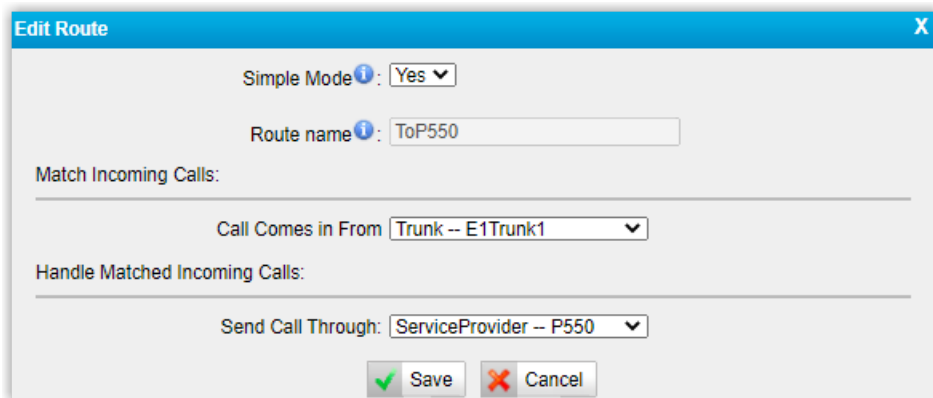 Edit Route X
Simple Mode i : Yes
Route name i : ToP550
Match Incoming Calls:
Call Comes in From Trunk -- E1Trunk1
Handle Matched Incoming Calls:
Send Call Through: ServiceProvider -- P550
Save Cancel